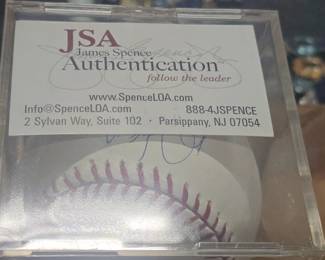 JSA
James Spence
Authentication
follow the leader
www.SpenceLOA.com
Info@SpenceLOA.com 888-4JSPENCE
2 Sylvan Way, Suite 102 • Parsippany, NJ 07054